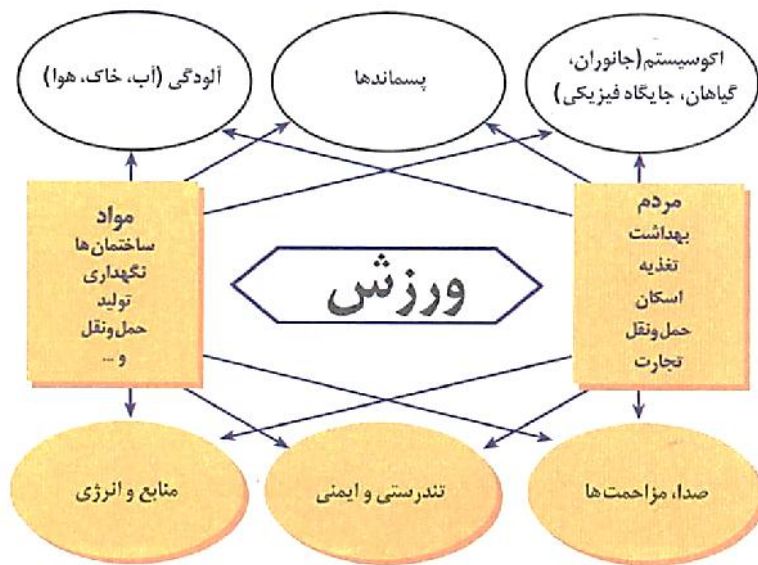 اکوسیستم (جانوران،
گیاهان، جایگاه فیزیکی)
پسماندها
آلودگی (آب، خاک، هوا)
مردم
بهداشت
تغذیه
اسکان
حمل‌ونقل
تجارت
ورزش
مواد
ساختمان‌ها
نگهداری
تولید
حمل‌ونقل
و ...
صدا، مزاحمت‌ها
تندرستی و ایمنی
منابع و انرژی